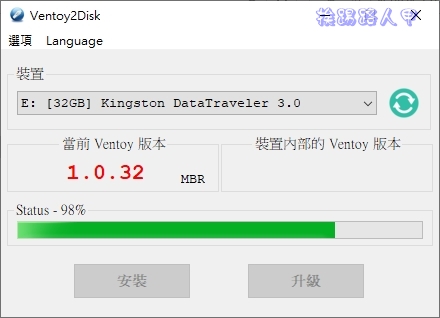 Ventoy2Disk
挨踢路人甲
選項 Language
裝置
E: [32GB] Kingston DataTraveler 3.0
當前 Ventoy 版本
裝置內部的 Ventoy 版本
1.0.32
MBR
Status - 98%
安裝
升級